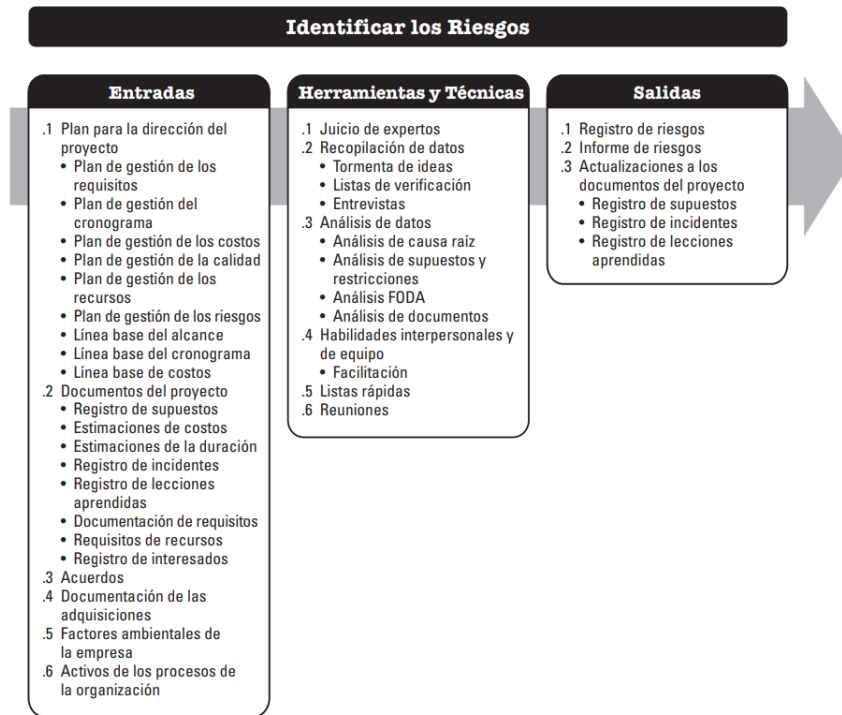 Identificar los Riesgos
Entradas
.1 Plan para la dirección del
proyecto
• Plan de gestión de los
requisitos
• Plan de gestión del
cronograma
• Plan de gestión de los costos
• Plan de gestión de la calidad
• Plan de gestión de los
recursos
• Plan de gestión de los riesgos
• Línea base del alcance
• Línea base del cronograma
• Línea base de costos
.2 Documentos del proyecto
• Registro de supuestos
• Estimaciones de costos
• Estimaciones de la duración
• Registro de incidentes
• Registro de lecciones
aprendidas
• Documentación de requisitos
• Requisitos de recursos
• Registro de interesados
.3 Acuerdos
.4 Documentación de las
adquisiciones
.5 Factores ambientales de
la empresa
.6 Activos de los procesos de
la organización
Herramientas y Técnicas
.1 Juicio de expertos
.2 Recopilación de datos
• Tormenta de ideas
• Listas de verificación
• Entrevistas
.3 Análisis de datos
• Análisis de causa raíz
• Análisis de supuestos y
restricciones
• Análisis FODA
• Análisis de documentos
.4 Habilidades interpersonales y
de equipo
• Facilitación
.5 Listas rápidas
.6 Reuniones
Salidas
.1 Registro de riesgos
.2 Informe de riesgos
.3 Actualizaciones a los
documentos del proyecto
• Registro de supuestos
• Registro de incidentes
• Registro de lecciones
aprendidas